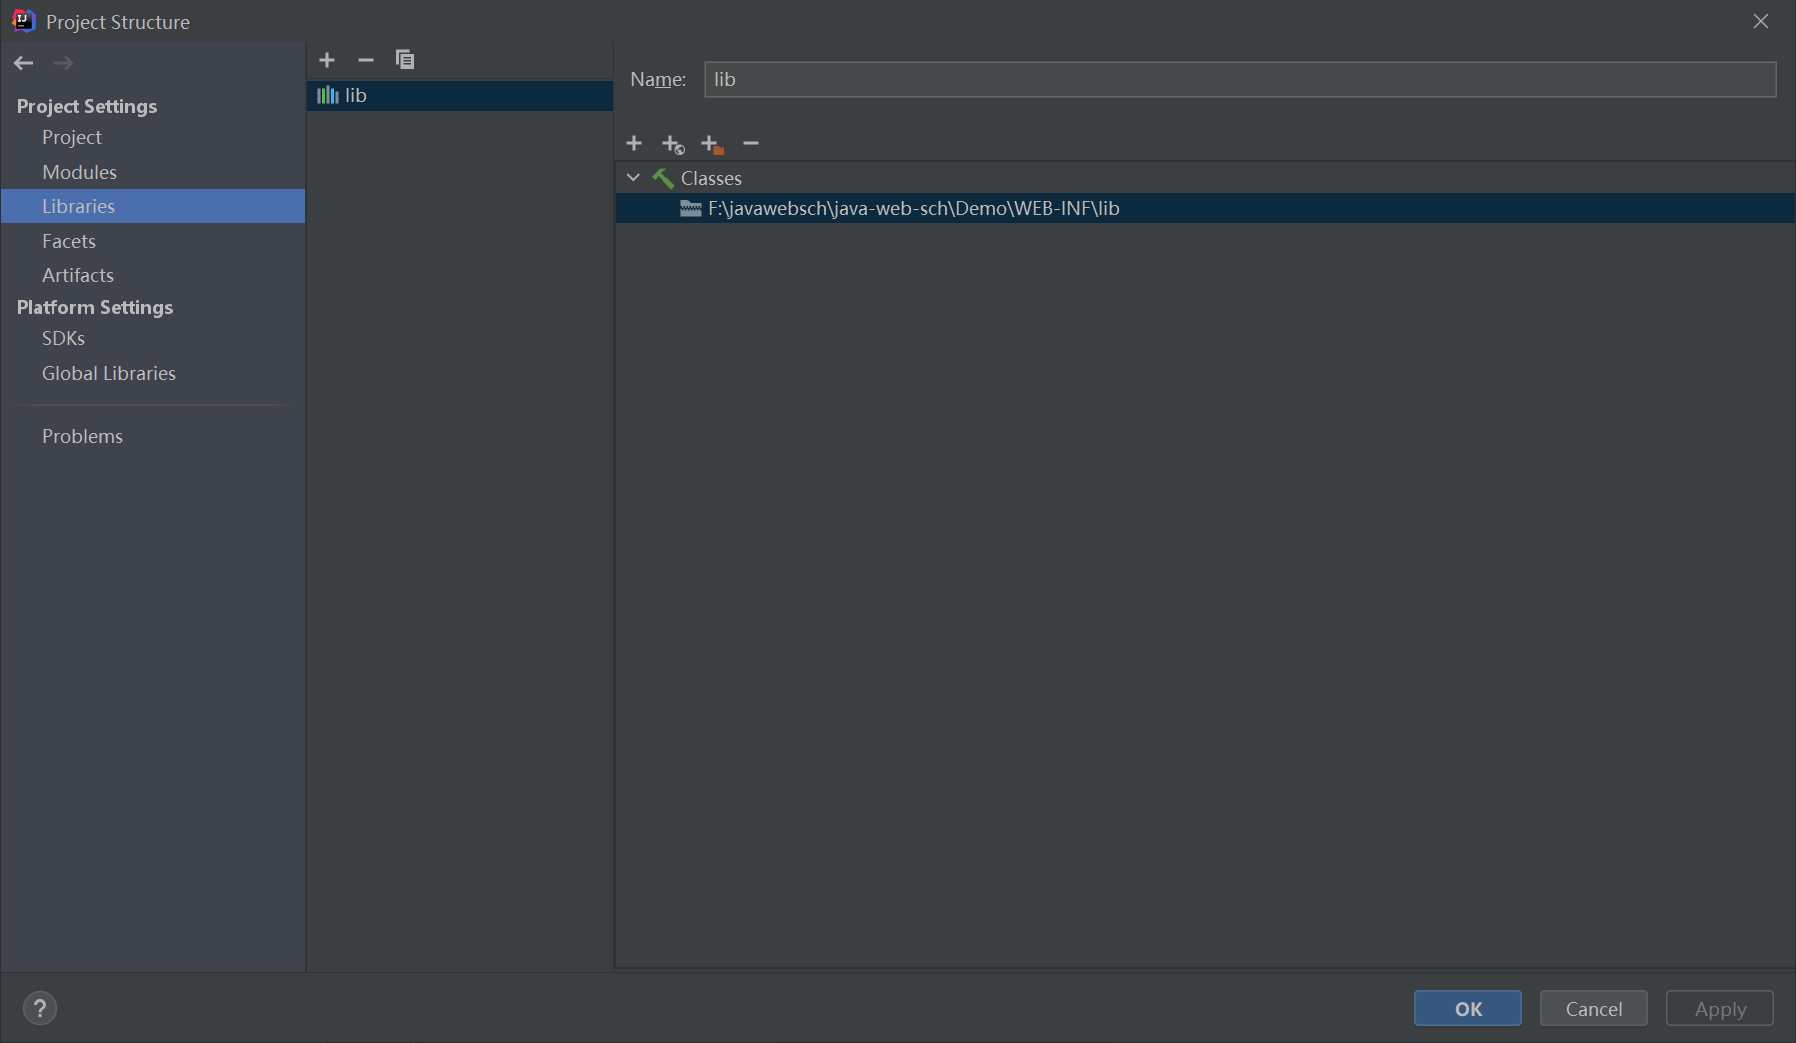 Project Structure
Project Settings
Project
Modules
Libraries
Facets
Artifacts
Platform Settings
SDKs
Global Libraries
Problems
lib
Name: lib
Classes
F:\javawebsch\java-web-sch\Demo\WEB-INF\lib
?
OK Cancel Apply